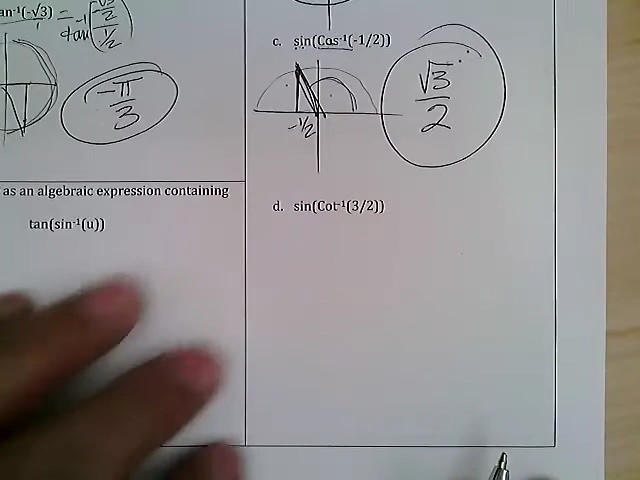 an⁻¹(-√3) = tan⁻¹(-√3/2 / 1/2)
-π/3
c. sin(Cos⁻¹(-1/2))
-1/2
√3/2
as an algebraic expression containing
tan(sin⁻¹(u))
d. sin(Cot⁻¹(3/2))